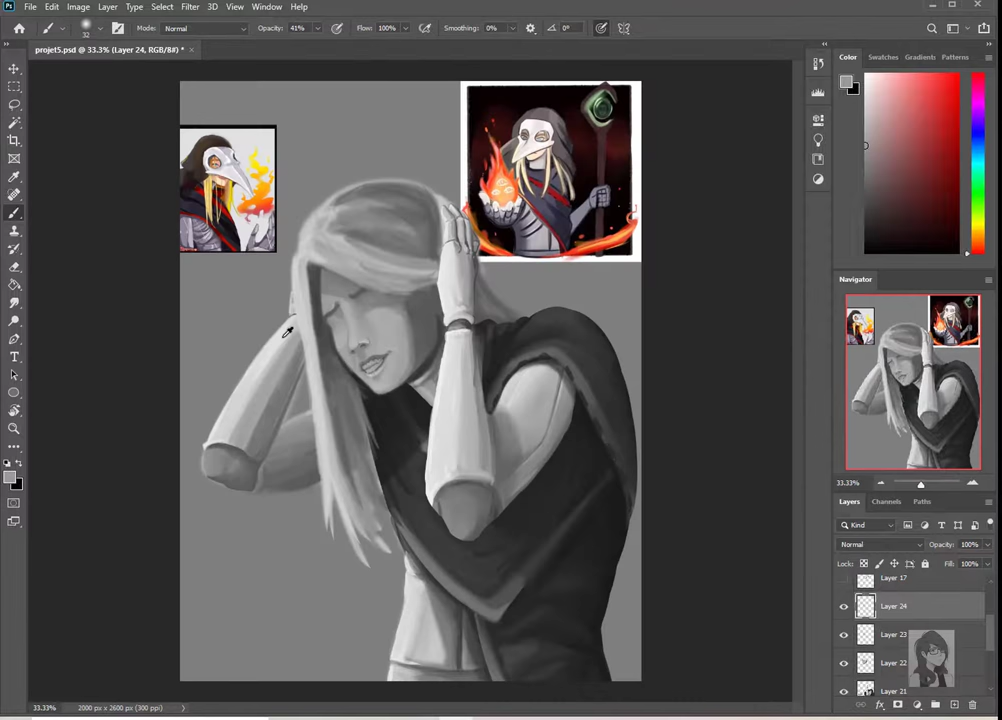 Ps File Edit Image Layer Type Select Filter 3D View Window Help
32 Mode: Normal Opacity: 41% Flow: 100% Smoothing: 0% 0°
projet5.psd @ 33.3% (Layer 24, RGB/8#) * ×
Color Swatches Gradients Patterns
Navigator
33.33%
Layers Channels Paths
Kind
Normal Opacity: 100%
Lock: Fill: 100%
Layer 17
Layer 24
Layer 23
Layer 22
Layer 21
33.33% 2000 px x 2600 px (300 ppi)